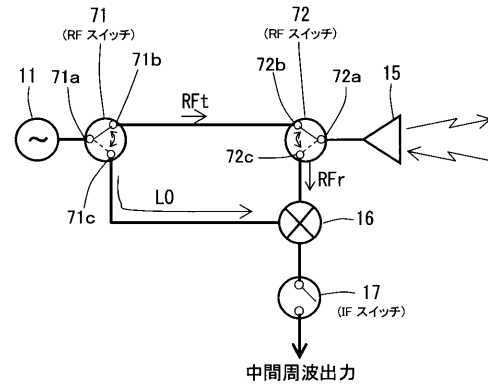 71
(RF スイッチ)
72
(RF スイッチ)
11
71a
71b
RFt
72b
72a
15
~
72c
RFr
71c
LO
16
17
(IF スイッチ)
中間周波出力